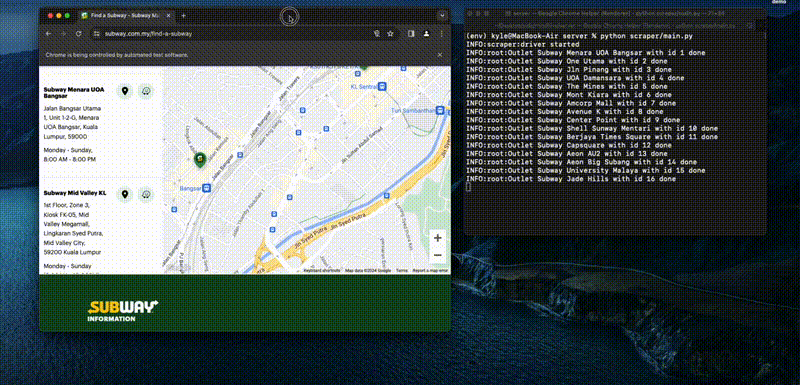 demo
Find a Subway - Subway Ma
subway.com.my/find-a-subway
Chrome is being controlled by automated test software.
Subway Menara UOA
Bangsar
Jalan Bangsar Utama
1, Unit 1-2-G, Menara
UOA Bangsar, Kuala
Lumpur, 59000
Monday - Sunday,
8:00 AM - 8:00 PM
Subway Mid Valley KL
1st Floor, Zone 3,
Kiosk FK-05, Mid
Valley Megamall,
Lingkaran Syed Putra,
Mid Valley City,
59200 Kuala Lumpur
Monday - Sunday
KL Sentral
Tun Sambanthan
Bangsar
Jalan Bangsar
Jln Syed Putra
Jln Syed Putra
Keyboard shortcuts
Map data ©2024 Google
Terms
Report a map error
SUBWAY
INFORMATION
(env) kyle@MacBook-Air server % python scraper/main.py
INFO:scraper:driver started
INFO:root:Outlet Subway Menara UOA Bangsar with id 1 done
INFO:root:Outlet Subway One Utama with id 2 done
INFO:root:Outlet Subway Jln Pinang with id 3 done
INFO:root:Outlet Subway UOA Damansara with id 4 done
INFO:root:Outlet Subway The Mines with id 5 done
INFO:root:Outlet Subway Mont Kiara with id 6 done
INFO:root:Outlet Subway Amcorp Mall with id 7 done
INFO:root:Outlet Subway Avenue K with id 8 done
INFO:root:Outlet Subway Center Point with id 9 done
INFO:root:Outlet Subway Shell Sunway Mentari with id 10 done
INFO:root:Outlet Subway Berjaya Times Square with id 11 done
INFO:root:Outlet Subway Capsquare with id 12 done
INFO:root:Outlet Subway Aeon AU2 with id 13 done
INFO:root:Outlet Subway Aeon Big Subang with id 14 done
INFO:root:Outlet Subway University Malaya with id 15 done
INFO:root:Outlet Subway Jade Hills with id 16 done